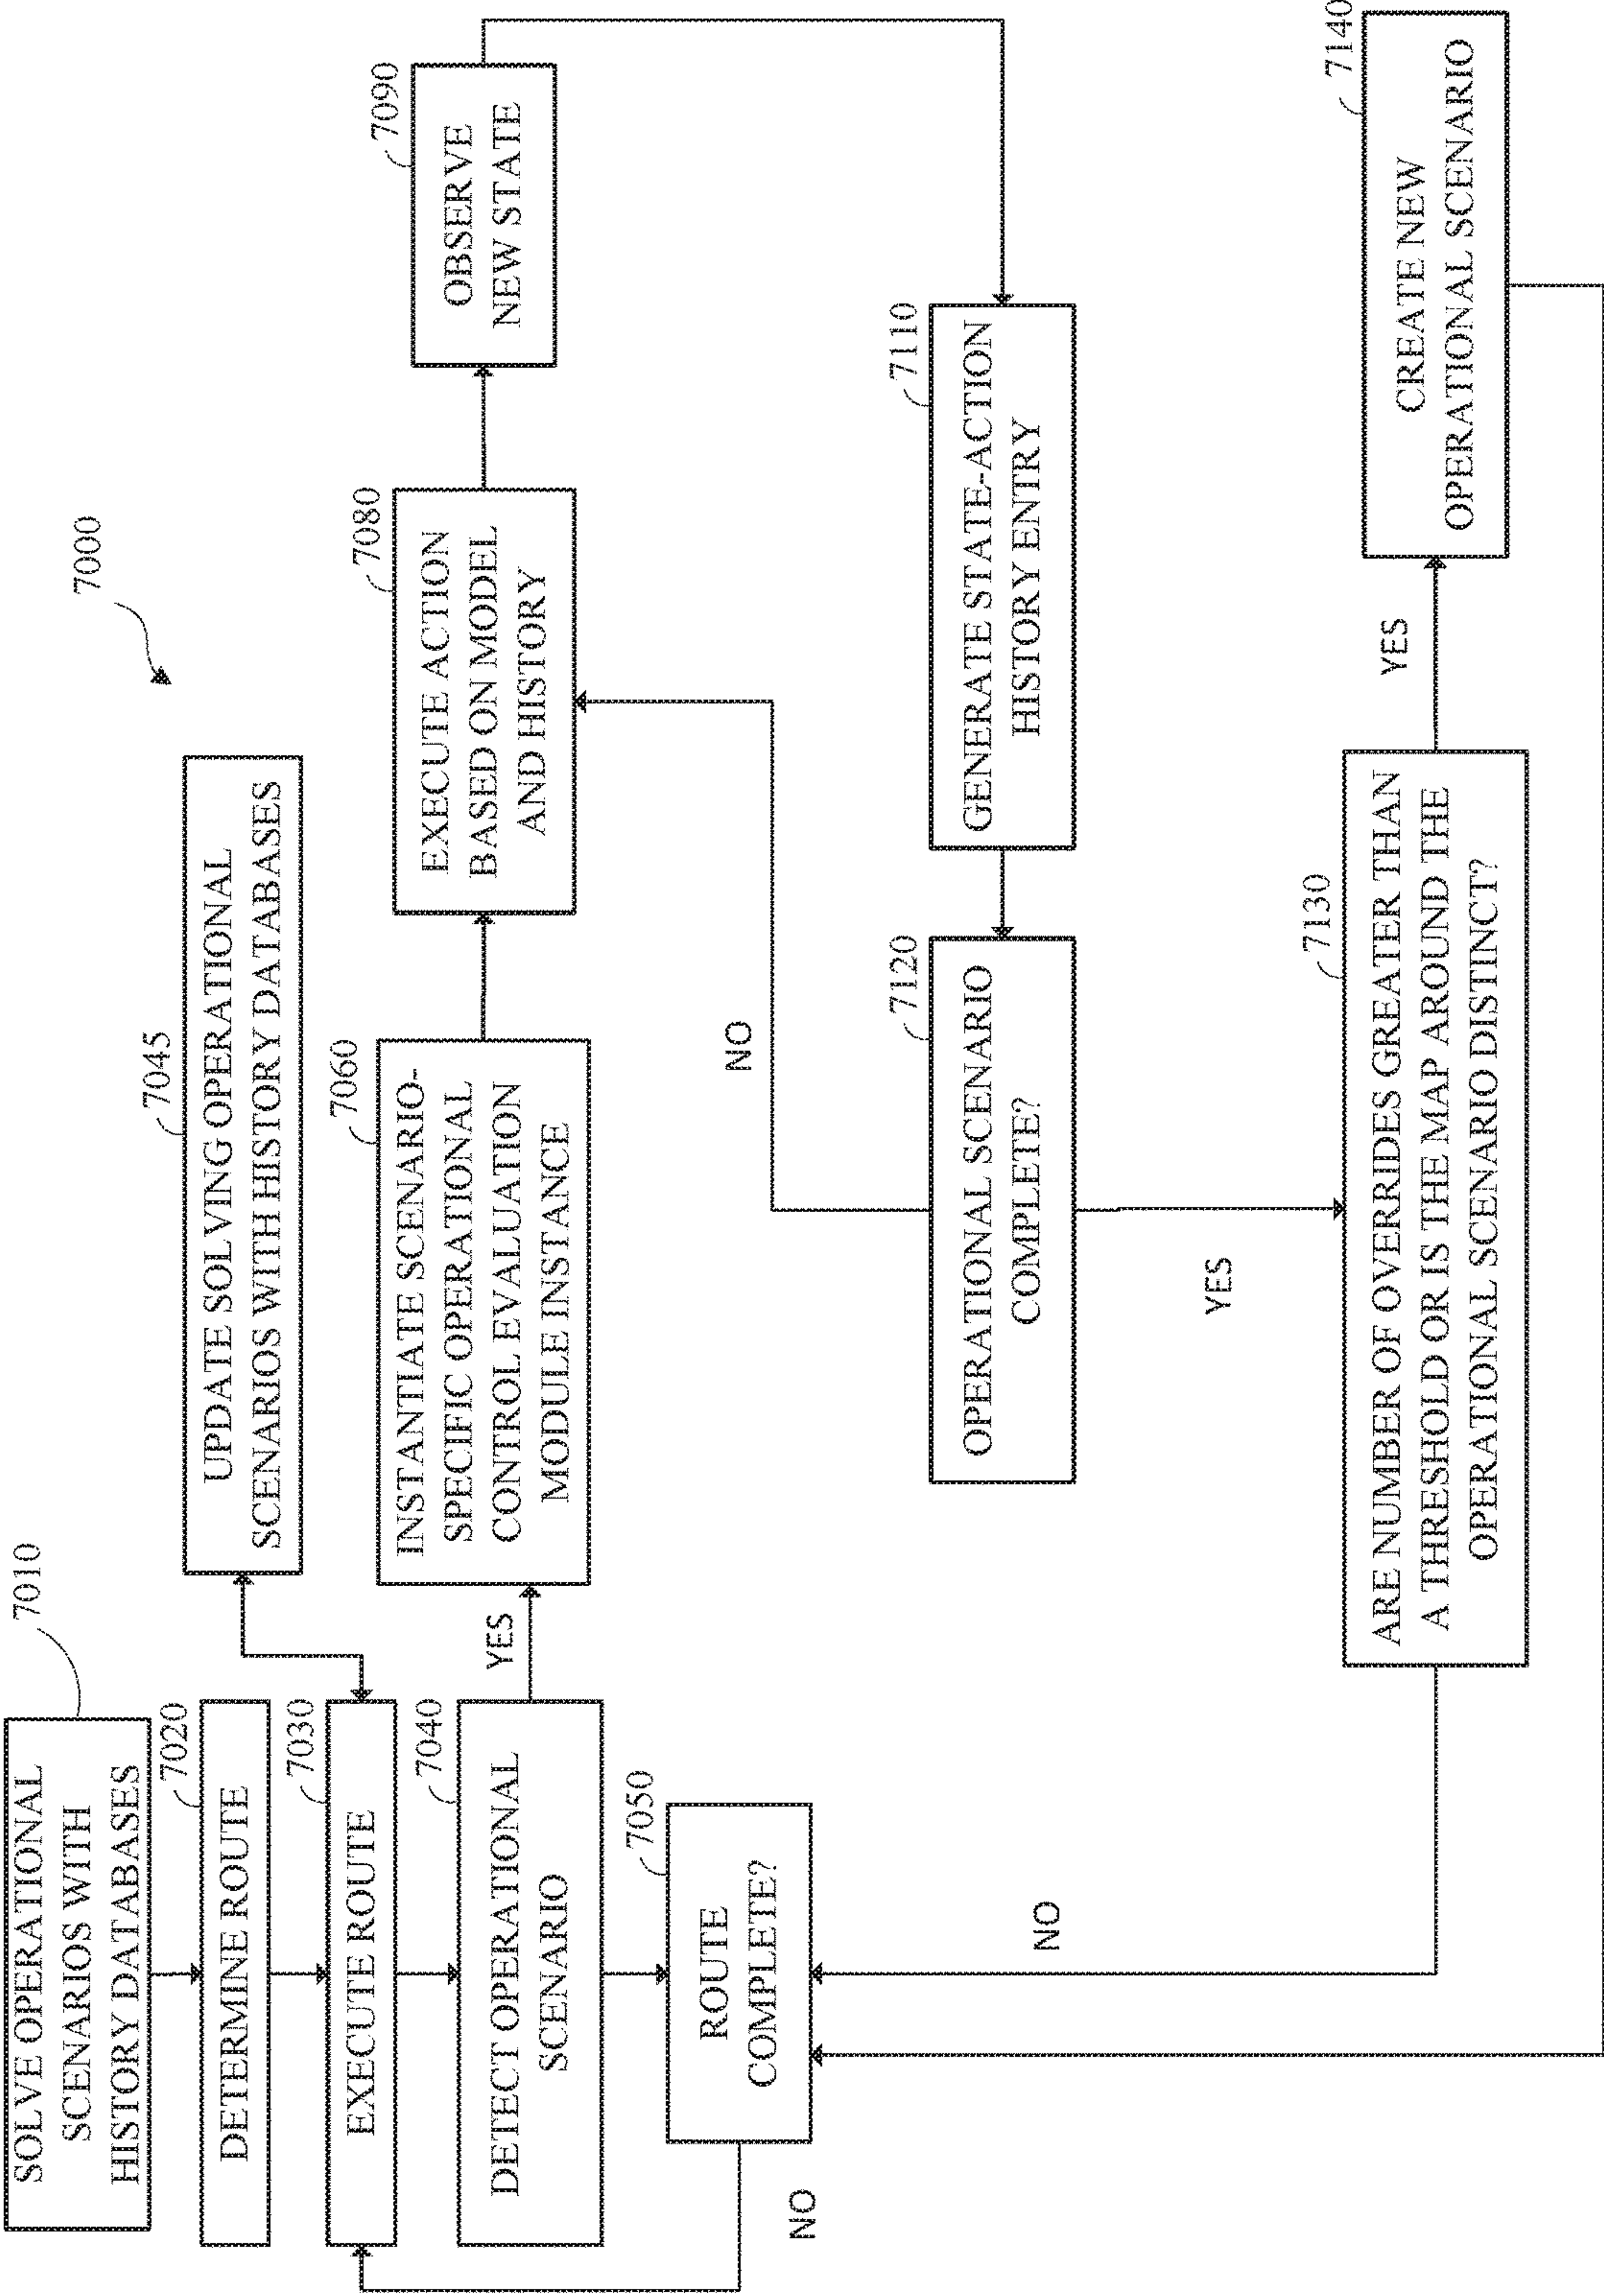 7000
7010
SOLVE OPERATIONAL
SCENARIOS WITH
HISTORY DATABASES
7020
DETERMINE ROUTE
7030
EXECUTE ROUTE
7040
DETECT OPERATIONAL
SCENARIO
7050
ROUTE
COMPLETE?
NO
YES
7045
UPDATE SOLVING OPERATIONAL
SCENARIOS WITH HISTORY DATABASES
7060
INSTANTIATE SCENARIO-
SPECIFIC OPERATIONAL
CONTROL EVALUATION
MODULE INSTANCE
7080
EXECUTE ACTION
BASED ON MODEL
AND HISTORY
7090
OBSERVE
NEW STATE
7110
GENERATE STATE-ACTION
HISTORY ENTRY
7120
OPERATIONAL SCENARIO
COMPLETE?
NO
YES
7130
ARE NUMBER OF OVERRIDES GREATER THAN
A THRESHOLD OR IS THE MAP AROUND THE
OPERATIONAL SCENARIO DISTINCT?
NO
YES
7140
CREATE NEW
OPERATIONAL SCENARIO